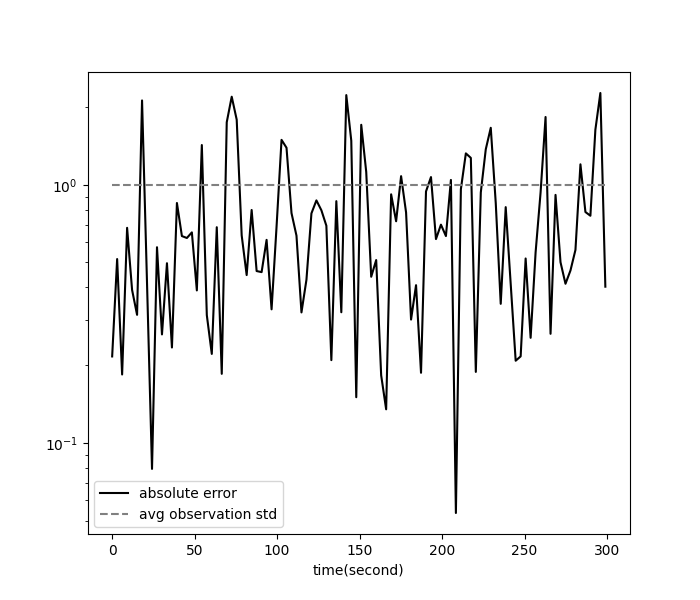 10⁰
10⁻¹
absolute error
avg observation std
0 50 100 150 200 250 300
time(second)